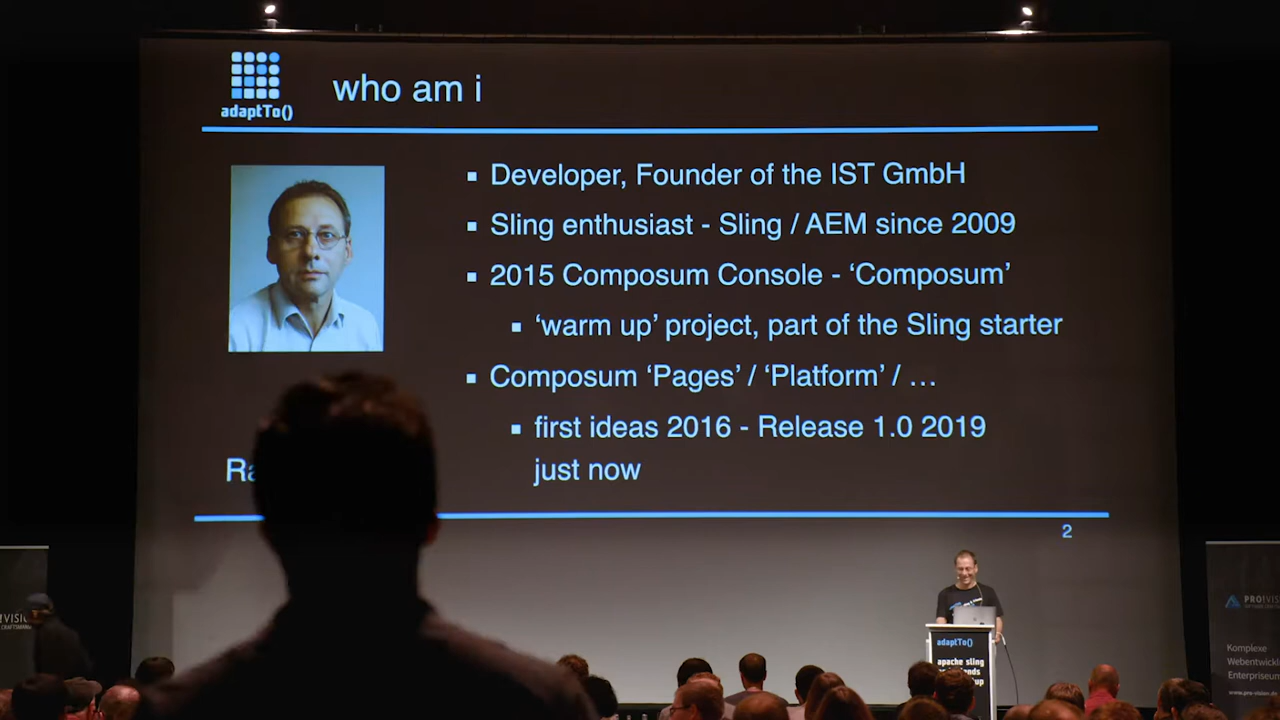 adaptTo()
who am i
▪ Developer, Founder of the IST GmbH
▪ Sling enthusiast - Sling / AEM since 2009
▪ 2015 Composum Console - ‘Composum’
▪ ‘warm up’ project, part of the Sling starter
▪ Composum ‘Pages’ / ‘Platform’ / …
▪ first ideas 2016 - Release 1.0 2019
just now
2
adaptTo()
apache sling
Komplexe